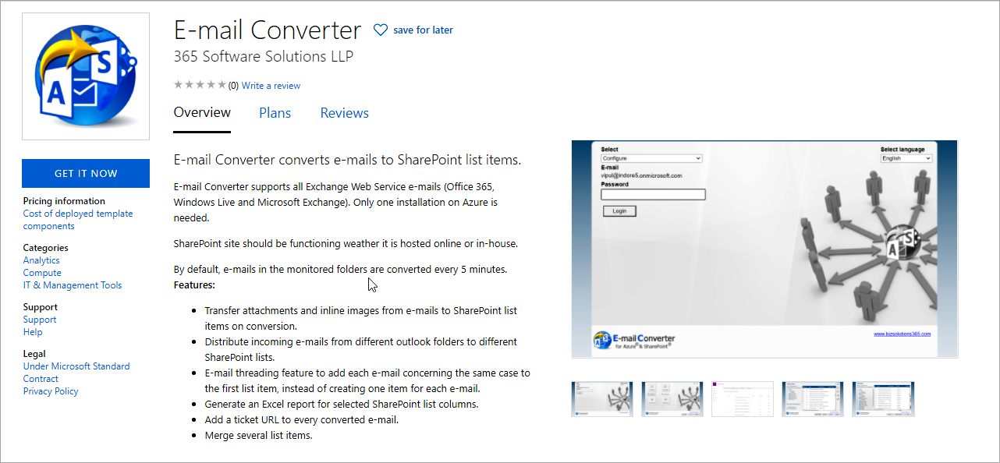 E-mail Converter
save for later
365 Software Solutions LLP
(0) Write a review
Overview Plans Reviews
GET IT NOW
Pricing information
Cost of deployed template
components
Categories
Analytics
Compute
IT & Management Tools
Support
Support
Help
Legal
Under Microsoft Standard
Contract
Privacy Policy
E-mail Converter converts e-mails to SharePoint list items.
E-mail Converter supports all Exchange Web Service e-mails (Office 365,
Windows Live and Microsoft Exchange). Only one installation on Azure is
needed.
SharePoint site should be functioning weather it is hosted online or in-house.
By default, e-mails in the monitored folders are converted every 5 minutes.
Features:
Transfer attachments and inline images from e-mails to SharePoint list
items on conversion.
Distribute incoming e-mails from different outlook folders to different
SharePoint lists.
E-mail threading feature to add each e-mail concerning the same case to
the first list item, instead of creating one item for each e-mail.
Generate an Excel report for selected SharePoint list columns.
Add a ticket URL to every converted e-mail.
Merge several list items.
Select
Configure
E-mail
vipul@indore5.onmicrosoft.com
Password
Login
Select language
English
A S
E-mail Converter
for Azure® & SharePoint®
www.bizsolutions365.com